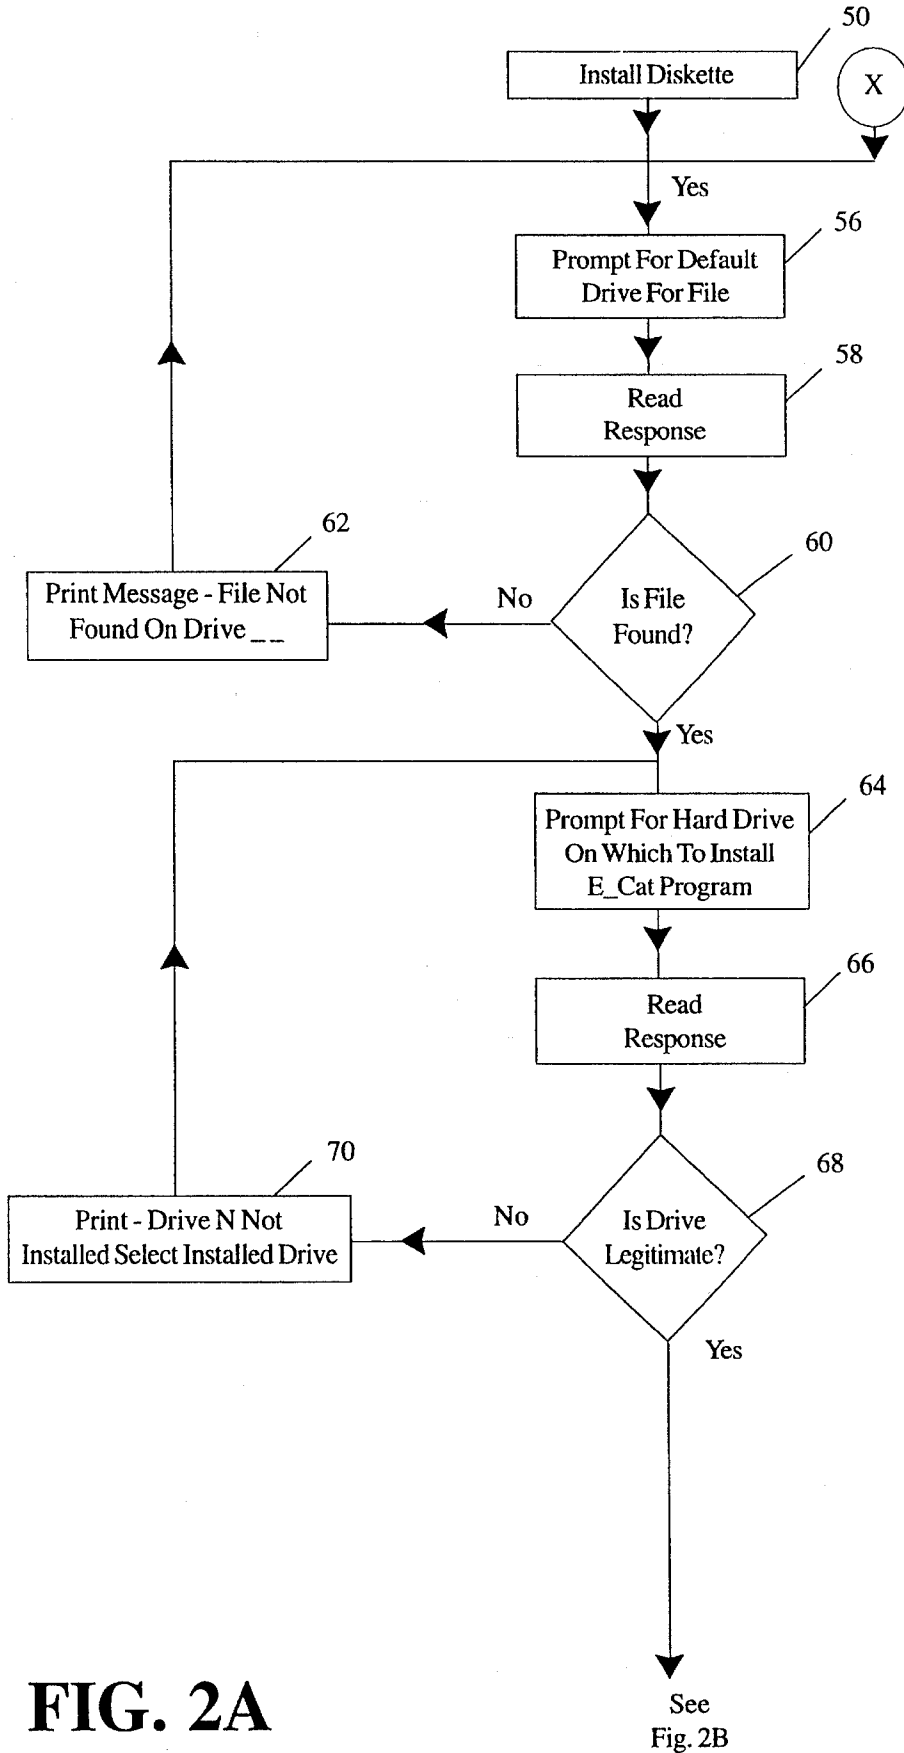 50
Install Diskette
X
Yes
56
Prompt For Default
Drive For File
58
Read
Response
62
60
Print Message - File Not
Found On Drive _ _
No
Is File
Found?
Yes
64
Prompt For Hard Drive
On Which To Install
E_Cat Program
66
Read
Response
70
68
Print - Drive N Not
Installed Select Installed Drive
No
Is Drive
Legitimate?
Yes
See
Fig. 2B
FIG. 2A